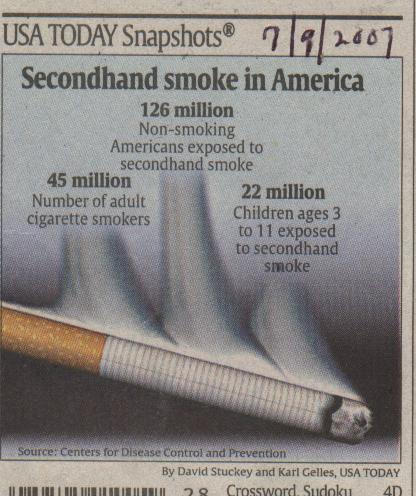 USA TODAY Snapshots® 7/9/2007
Secondhand smoke in America
126 million
Non-smoking
Americans exposed to
secondhand smoke
45 million
Number of adult
cigarette smokers
22 million
Children ages 3
to 11 exposed
to secondhand
smoke
Source: Centers for Disease Control and Prevention
By David Stuckey and Karl Gelles, USA TODAY
28 Crossword, Sudoku 4D